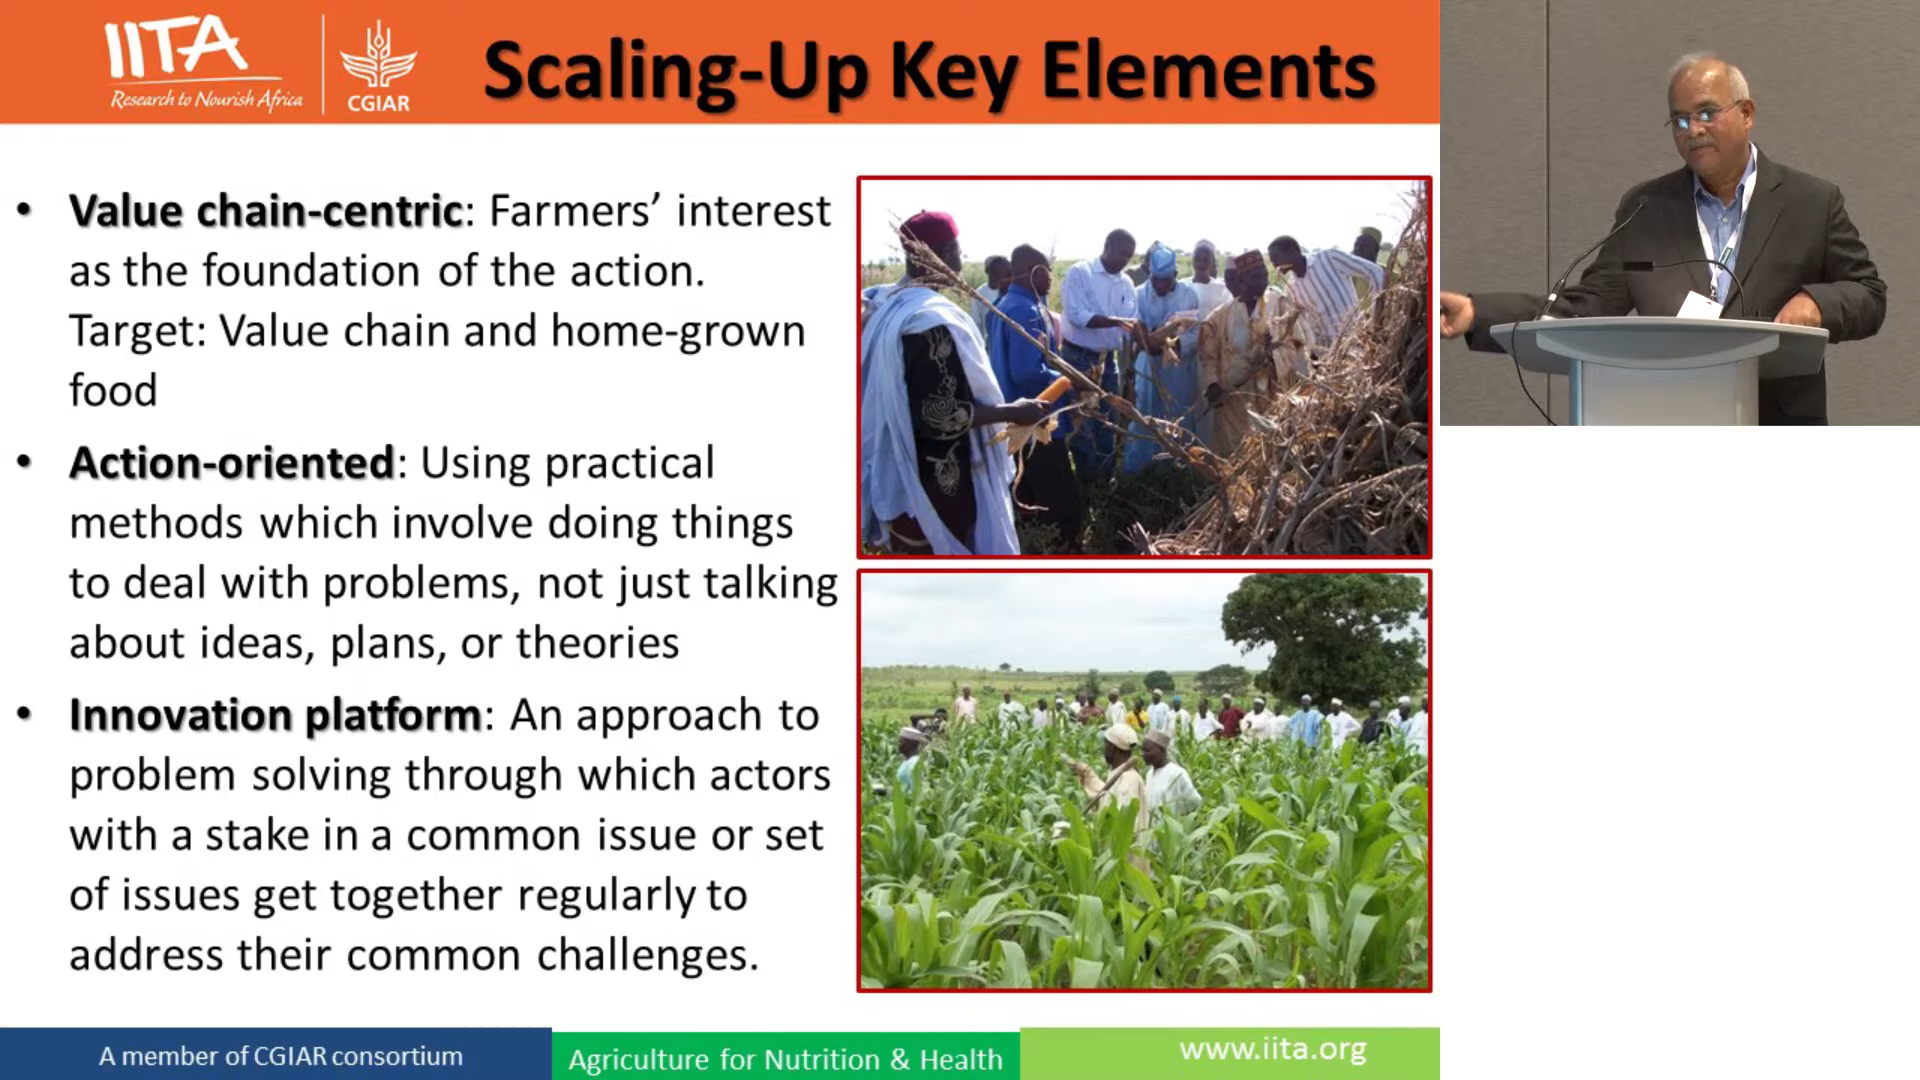 IITA
Research to Nourish Africa
CGIAR
Scaling-Up Key Elements
• Value chain-centric: Farmers’ interest
as the foundation of the action.
Target: Value chain and home-grown
food
• Action-oriented: Using practical
methods which involve doing things
to deal with problems, not just talking
about ideas, plans, or theories
• Innovation platform: An approach to
problem solving through which actors
with a stake in a common issue or set
of issues get together regularly to
address their common challenges.
A member of CGIAR consortium
Agriculture for Nutrition & Health
www.iita.org